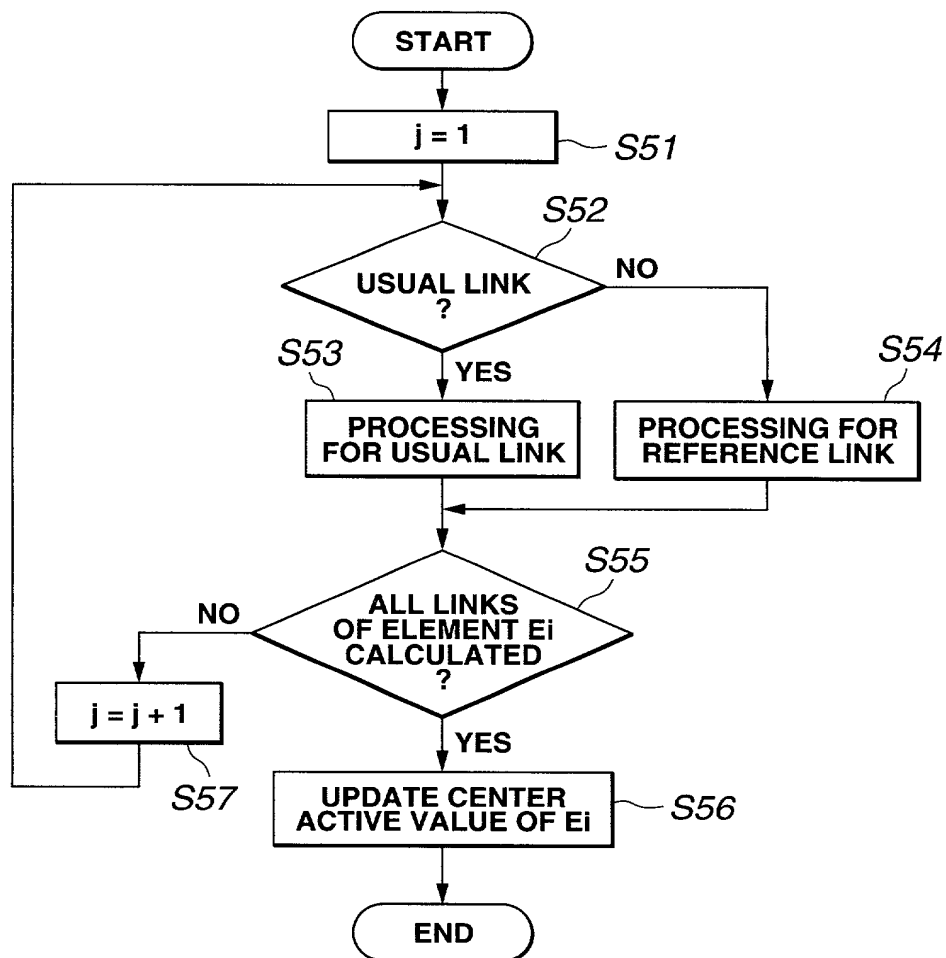 START
j = 1
S51
S52
USUAL LINK
?
NO
S53
YES
S54
PROCESSING
FOR USUAL LINK
PROCESSING FOR
REFERENCE LINK
S55
ALL LINKS
OF ELEMENT Ei
CALCULATED
?
NO
j = j + 1
S57
YES
UPDATE CENTER
ACTIVE VALUE OF Ei
S56
END